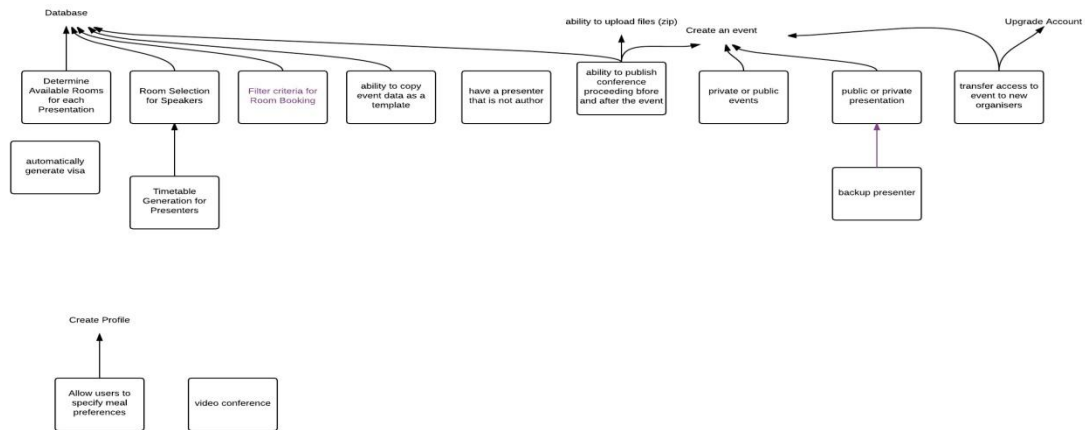 Database
ability to upload files (zip)
Create an event
Upgrade Account
Determine
Available Rooms
for each
Presentation
Room Selection
for Speakers
Filter criteria for
Room Booking
ability to copy
event data as a
template
have a presenter
that is not author
ability to publish
conference
proceeding bfore
and after the event
private or public
events
public or private
presentation
transfer access to
event to new
organisers
automatically
generate visa
Timetable
Generation for
Presenters
backup presenter
Create Profile
Allow users to
specify meal
preferences
video conference